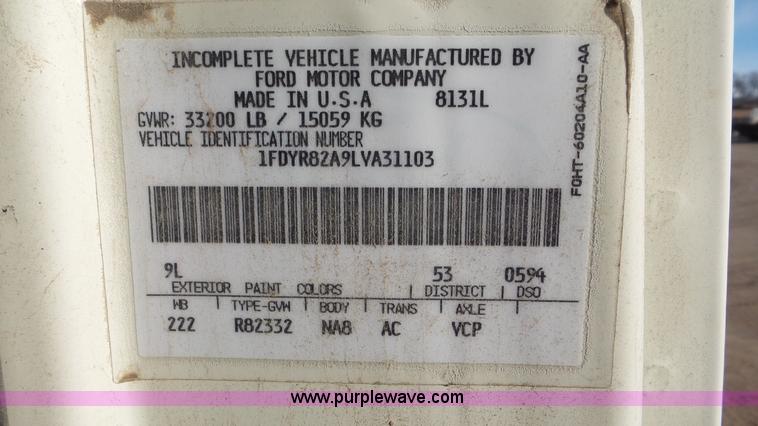 INCOMPLETE VEHICLE MANUFACTURED BY
FORD MOTOR COMPANY
MADE IN U.S.A 8131L
GVWR: 33200 LB / 15059 KG
VEHICLE IDENTIFICATION NUMBER
1FDYR82A9LVA31103
9L 53 0594
EXTERIOR PAINT COLORS DISTRICT DSO
WB TYPE-GVW BODY TRANS AXLE
222 R82332 NA8 AC VCP
FOHT-60204A10-AA
www.purplewave.com